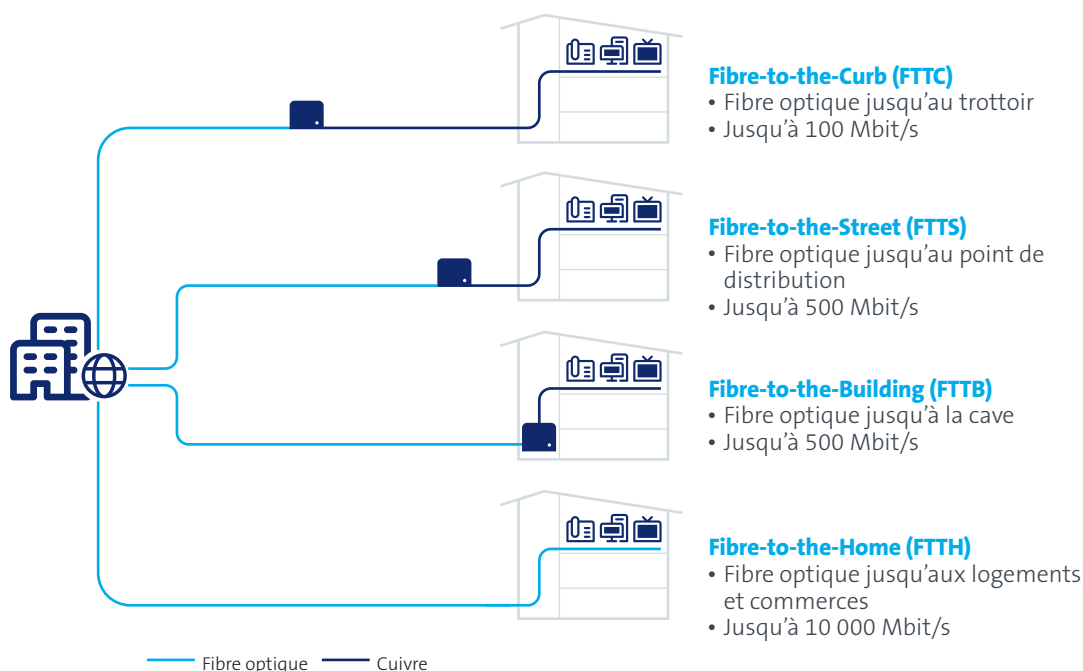 Fibre-to-the-Curb (FTTC)
• Fibre optique jusqu'au trottoir
• Jusqu'à 100 Mbit/s
Fibre-to-the-Street (FTTS)
• Fibre optique jusqu'au point de
distribution
• Jusqu'à 500 Mbit/s
Fibre-to-the-Building (FTTB)
• Fibre optique jusqu'à la cave
• Jusqu'à 500 Mbit/s
Fibre-to-the-Home (FTTH)
• Fibre optique jusqu'aux logements
et commerces
• Jusqu'à 10 000 Mbit/s
Fibre optique Cuivre